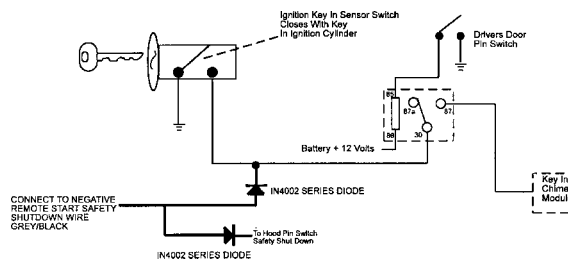 Ignition Key In Sensor Switch
Closes With Key
In Ignition Cylinder
Drivers Door
Pin Switch
85
87a
87
86
30
Battery + 12 Volts
Key In
Chime
Module
IN4002 SERIES DIODE
CONNECT TO NEGATIVE
REMOTE START SAFETY
SHUTDOWN WIRE
GREY/BLACK
To Hood Pin Switch
Safety Shut Down
IN4002 SERIES DIODE